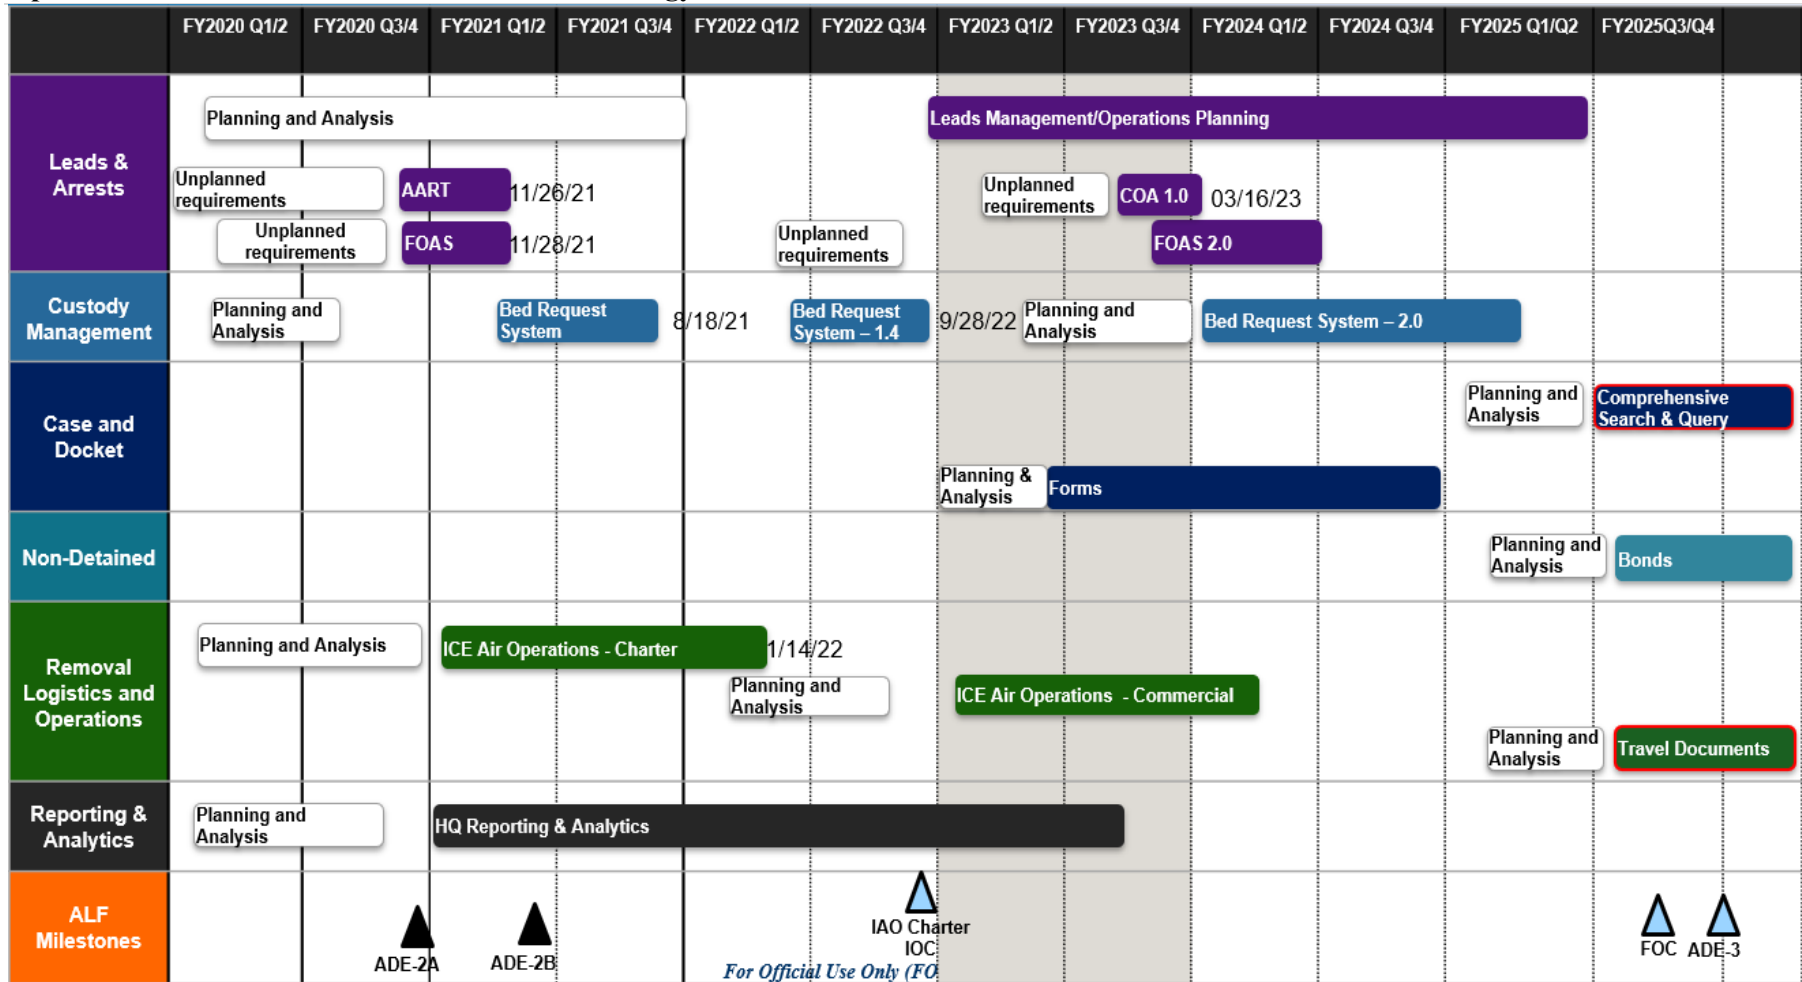 FY2020 Q1/2 FY2020 Q3/4 FY2021 Q1/2 FY2021 Q3/4 FY2022 Q1/2 FY2022 Q3/4 FY2023 Q1/2 FY2023 Q3/4 FY2024 Q1/2 FY2024 Q3/4 FY2025 Q1/Q2 FY2025Q3/Q4
Leads &
Arrests
Planning and Analysis
Leads Management/Operations Planning
Unplanned
requirements
AART
11/26/21
Unplanned
requirements
COA 1.0
03/16/23
Unplanned
requirements
FOAS
11/28/21
Unplanned
requirements
FOAS 2.0
Custody
Management
Planning and
Analysis
Bed Request
System
8/18/21
Bed Request
System – 1.4
9/28/22
Planning and
Analysis
Bed Request System – 2.0
Case and
Docket
Planning and
Analysis
Comprehensive
Search & Query
Planning &
Analysis
Forms
Non-Detained
Planning and
Analysis
Bonds
Removal
Logistics and
Operations
Planning and Analysis
ICE Air Operations - Charter
1/14/22
Planning and
Analysis
ICE Air Operations - Commercial
Planning and
Analysis
Travel Documents
Reporting &
Analytics
Planning and
Analysis
HQ Reporting & Analytics
ALF
Milestones
ADE-2A
ADE-2B
IAO Charter
IOC
FOC
ADE-3
For Official Use Only (FO